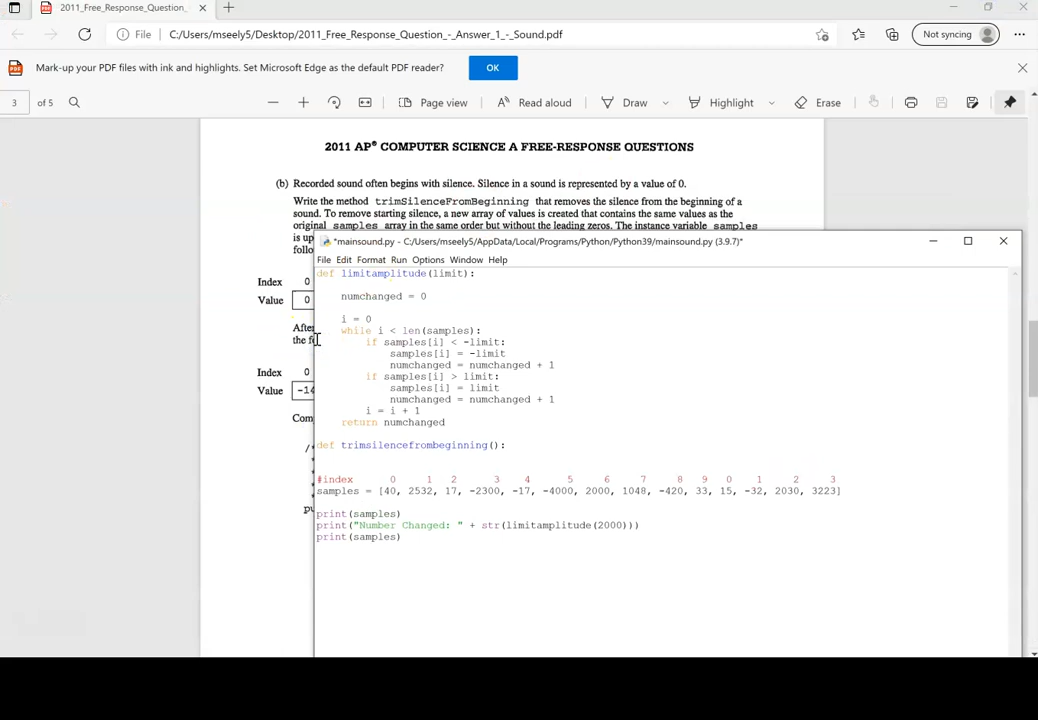 2011_Free_Response_Question_-
File C:/Users/mseely5/Desktop/2011_Free_Response_Question_-_Answer_1_-_Sound.pdf Not syncing
Mark-up your PDF files with ink and highlights. Set Microsoft Edge as the default PDF reader? OK
3 of 5 Page view Read aloud Draw Highlight Erase
2011 AP® COMPUTER SCIENCE A FREE-RESPONSE QUESTIONS
(b) Recorded sound often begins with silence. Silence in a sound is represented by a value of 0.
Write the method trimSilenceFromBeginning that removes the silence from the beginning of a
sound. To remove starting silence, a new array of values is created that contains the same values as the
original samples array in the same order but without the leading zeros. The instance variable samples
is up
follo
Index 0
Value 0
After
the fo
Index 0
Value -14
Com
/*
*
*
*
pu
*mainsound.py - C:/Users/mseely5/AppData/Local/Programs/Python/Python39/mainsound.py (3.9.7)*
File Edit Format Run Options Window Help
def limitamplitude(limit):
numchanged = 0
i = 0
while i < len(samples):
if samples[i] < -limit:
samples[i] = -limit
numchanged = numchanged + 1
if samples[i] > limit:
samples[i] = limit
numchanged = numchanged + 1
i = i + 1
return numchanged
def trimsilencefrombeginning():
#index 0 1 2 3 4 5 6 7 8 9 0 1 2 3
samples = [40, 2532, 17, -2300, -17, -4000, 2000, 1048, -420, 33, 15, -32, 2030, 3223]
print(samples)
print("Number Changed: " + str(limitamplitude(2000)))
print(samples)